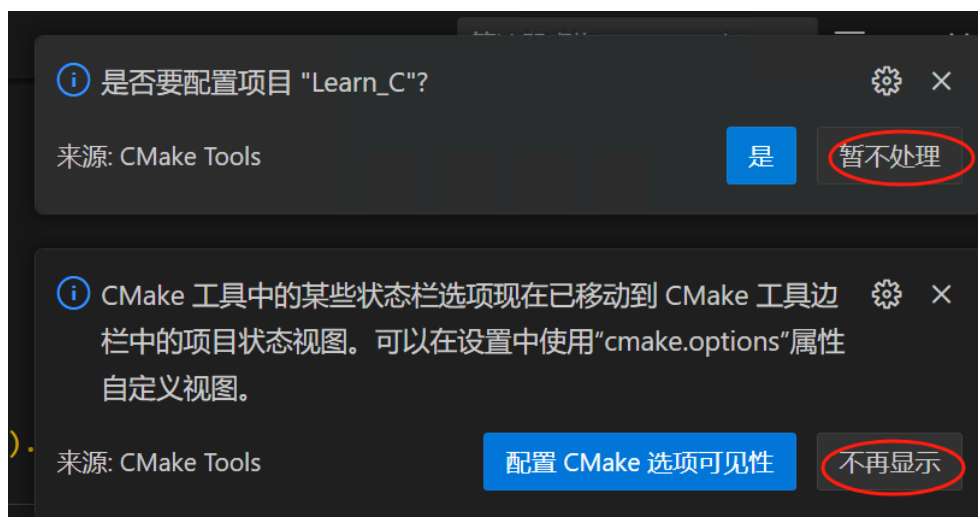 是否要配置项目 "Learn_C"?
来源: CMake Tools
是
暂不处理
CMake 工具中的某些状态栏选项现在已移动到 CMake 工具边
栏中的项目状态视图。可以在设置中使用“cmake.options”属性
自定义视图。
).
来源: CMake Tools
配置 CMake 选项可见性
不再显示